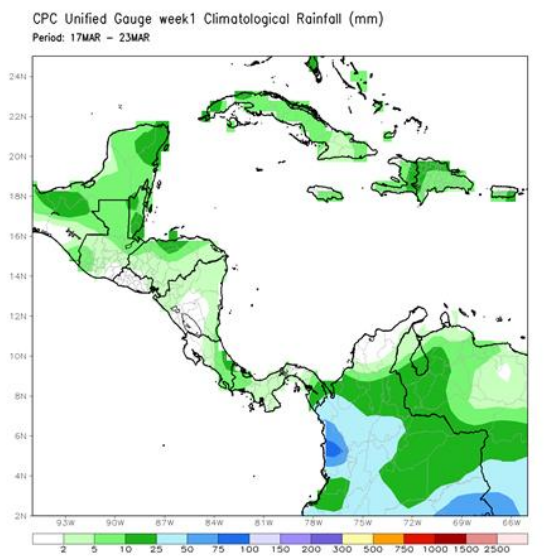 CPC Unified Gauge week1 Climatological Rainfall (mm)
Period: 17MAR – 23MAR
24N
22N
20N
18N
16N
14N
12N
10N
8N
6N
4N
2N
93W 90W 87W 84W 81W 78W 75W 72W 69W 66W
2 5 10 25 50 75 100 150 200 300 500 750 1000 1500 2500